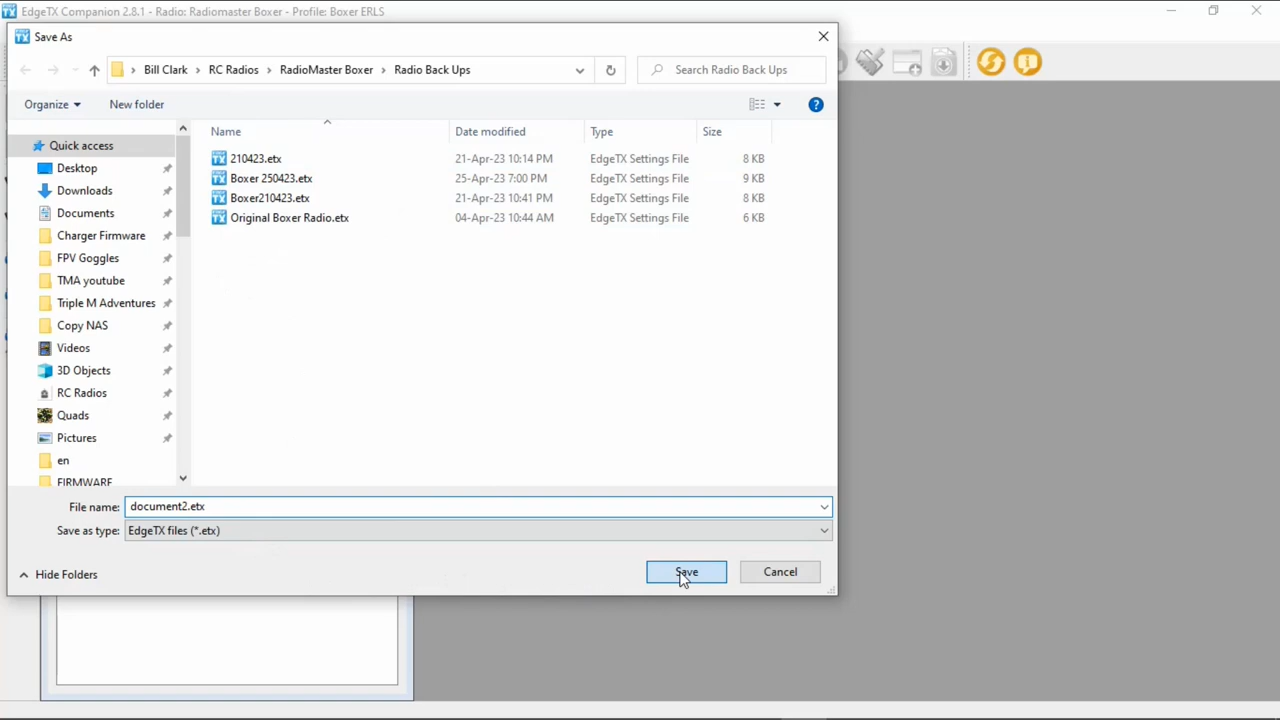 EdgeTX Companion 2.8.1 - Radio: Radiomaster Boxer - Profile: Boxer ERLS
Save As
Bill Clark > RC Radios > RadioMaster Boxer > Radio Back Ups
Search Radio Back Ups
Organize
New folder
Name Date modified Type Size
Quick access
Desktop
Downloads
Documents
Charger Firmware
FPV Goggles
TMA youtube
Triple M Adventures
Copy NAS
Videos
3D Objects
RC Radios
Quads
Pictures
en
FIRMWARE
210423.etx 21-Apr-23 10:14 PM EdgeTX Settings File 8 KB
Boxer 250423.etx 25-Apr-23 7:00 PM EdgeTX Settings File 9 KB
Boxer210423.etx 21-Apr-23 10:41 PM EdgeTX Settings File 8 KB
Original Boxer Radio.etx 04-Apr-23 10:44 AM EdgeTX Settings File 6 KB
File name: document2.etx
Save as type: EdgeTX files (*.etx)
Hide Folders
Save
Cancel